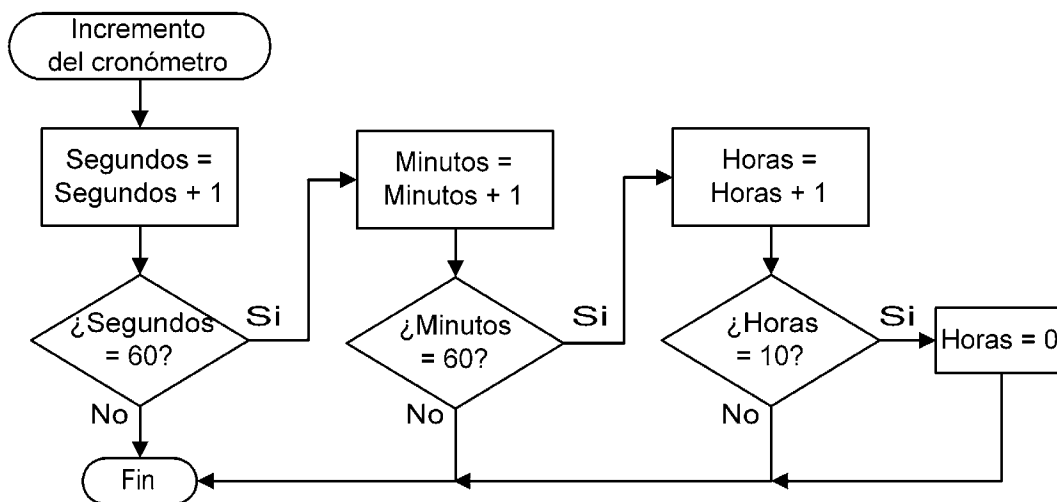 Incremento
del cronómetro
Segundos =
Segundos + 1
Minutos =
Minutos + 1
Horas =
Horas + 1
¿Segundos
= 60?
Si
¿Minutos
= 60?
Si
¿Horas
= 10?
Si
Horas = 0
No
No
No
Fin